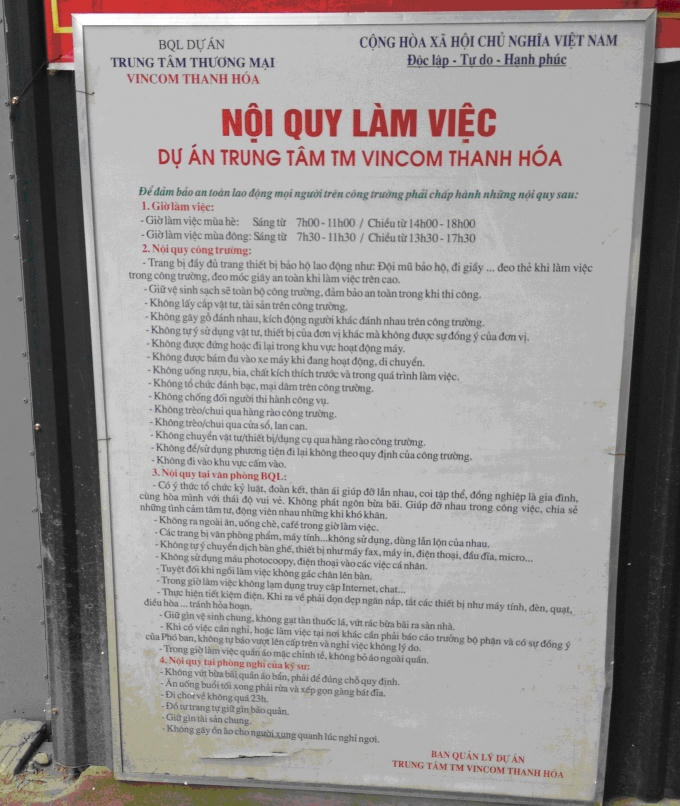 BQL DỰ ÁN
TRUNG TÂM THƯƠNG MẠI
VINCOM THANH HÓA
CỘNG HÒA XÃ HỘI CHỦ NGHĨA VIỆT NAM
Độc lập - Tự do - Hạnh phúc
NỘI QUY LÀM VIỆC
DỰ ÁN TRUNG TÂM TM VINCOM THANH HÓA
Để đảm bảo an toàn lao động mọi người trên công trường phải chấp hành những nội quy sau:
1. Giờ làm việc:
- Giờ làm việc mùa hè: Sáng từ 7h00 - 11h00 / Chiều từ 14h00 - 18h00
- Giờ làm việc mùa đông: Sáng từ 7h30 - 11h30 / Chiều từ 13h30 - 17h30
2. Nội quy công trường:
- Trang bị đầy đủ trang thiết bị bảo hộ lao động như: Đội mũ bảo hộ, đi giầy ... đeo thẻ khi làm việc
trong công trường, đeo móc giây an toàn khi làm việc trên cao.
- Giữ vệ sinh sạch sẽ toàn bộ công trường, đảm bảo an toàn trong khi thi công.
- Không lấy cắp vật tư, tài sản trên công trường.
- Không gây gỗ đánh nhau, kích động người khác đánh nhau trên công trường.
- Không tự ý sử dụng vật tư, thiết bị của đơn vị khác mà không được sự đồng ý của đơn vị.
- Không được đứng hoặc đi lại trong khu vực hoạt động máy.
- Không được bám đu vào xe máy khi đang hoạt động, di chuyển.
- Không uống rượu, bia, chất kích thích trước và trong quá trình làm việc.
- Không tổ chức đánh bạc, mại dâm trên công trường.
- Không chống đối người thi hành công vụ.
- Không trèo/chui qua hàng rào công trường.
- Không trèo/chui qua cửa sổ, lan can.
- Không chuyển vật tư/thiết bị/dụng cụ qua hàng rào công trường.
- Không để/sử dụng phương tiện đi lại không theo quy định của công trường.
- Không đi vào khu vực cấm vào.
3. Nội quy tại văn phòng BQL:
- Có ý thức tổ chức kỷ luật, đoàn kết, thân ái giúp đỡ lẫn nhau, coi tập thể, đồng nghiệp là gia đình,
cùng hòa mình với thái độ vui vẻ. Không phát ngôn bừa bãi. Giúp đỡ nhau trong công việc, chia sẻ
những tình cảm tâm tư, động viên nhau những khi khó khăn.
- Không ra ngoài ăn, uống chè, café trong giờ làm việc.
- Các trang bị văn phòng phẩm, máy tính...không sử dụng, dùng lẫn lộn của nhau.
- Không tự ý chuyển dịch bàn ghế, thiết bị như máy fax, máy in, điện thoại, đầu đĩa, micro...
- Không sử dụng máu photocoppy, điện thoại vào các việc cá nhân.
- Tuyệt đối khi ngồi làm việc không gác chân lên bàn.
- Trong giờ làm việc không lạm dụng truy cập Internet, chat...
- Thực hiện tiết kiệm điện. Khi ra về phải dọn dẹp ngăn nắp, tắt các thiết bị như máy tính, đèn, quạt,
điều hòa ... tránh hỏa hoạn.
- Giữ gìn vệ sinh chung, không gạt tàn thuốc lá, vứt rác bừa bãi ra sàn nhà.
- Khi có việc cần nghỉ, hoặc làm việc tại nơi khác cần phải báo cáo trưởng bộ phận và có sự đồng ý
của Phó ban, không tự báo vượt lên cấp trên và nghỉ việc không lý do.
- Trong giờ làm việc quần áo mặc chỉnh tề, không bỏ áo ngoài quần.
4. Nội quy tại phòng nghỉ của kỹ sư:
- Không vứt bừa bãi quần áo bẩn, phải để đúng chỗ quy định.
- Ăn uống buổi tối xong phải rửa và xếp gọn gàng bát đĩa.
- Đi chơi về không quá 23h.
- Đồ tư trang tự giữ gìn bảo quản.
- Giữ gìn tài sản chung.
- Không gây ồn ào cho người xung quanh lúc nghỉ ngơi.
BAN QUẢN LÝ DỰ ÁN
TRUNG TÂM TM VINCOM THANH HÓA